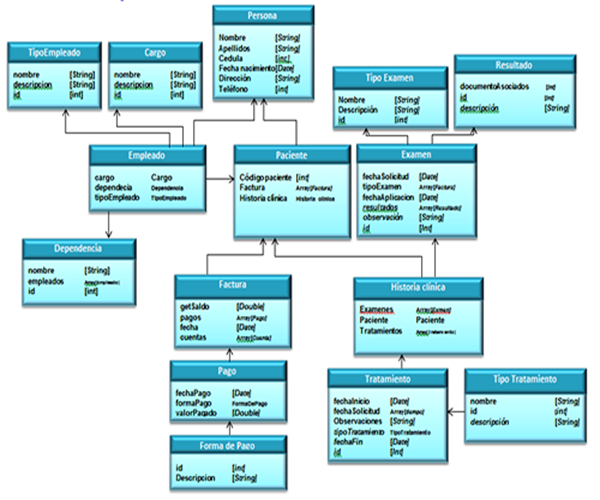 Persona
Nombre [String]
Apellidos [String]
Cedula [int]
Fecha nacimiento [Date]
Dirección [String]
Teléfono [int]
TipoEmpleado
nombre [String]
descripcion [String]
id [int]
Cargo
nombre [String]
descripcion [String]
id [int]
Tipo Examen
Nombre [String]
Descripción [String]
id [int]
Resultado
documentoAsociados [int]
id [int]
descripción [String]
Empleado
cargo Cargo
dependecia Dependencia
tipoEmpleado TipoEmpleado
Paciente
Código paciente [int]
Factura Array[Factura]
Historia clinica Historia clinica
Examen
fechaSolicitud [Date]
tipoExamen Array[Factura]
fechaAplicacion [Date]
resultados Array[Resultado]
observación [String]
id [int]
Dependencia
nombre [String]
empleados Array[Empleado]
id [int]
Factura
getSaldo [Double]
pagos Array[Pago]
fecha [Date]
cuentas Array[Cuenta]
Historia clínica
Examenes Array[Examen]
Paciente Paciente
Tratamientos
Pago
fechaPago [Date]
formaPago FormaDePago
valorPagado [Double]
Tratamiento
fechaInicio [Date]
fechaSolicitud
Observaciones [String]
tipoTratamiento TipoTratamiento
fechaFin [Date]
id [int]
Tipo Tratamiento
nombre [String]
id [int]
descripción [String]
Forma de Pago
id [int]
Descripcion [String]